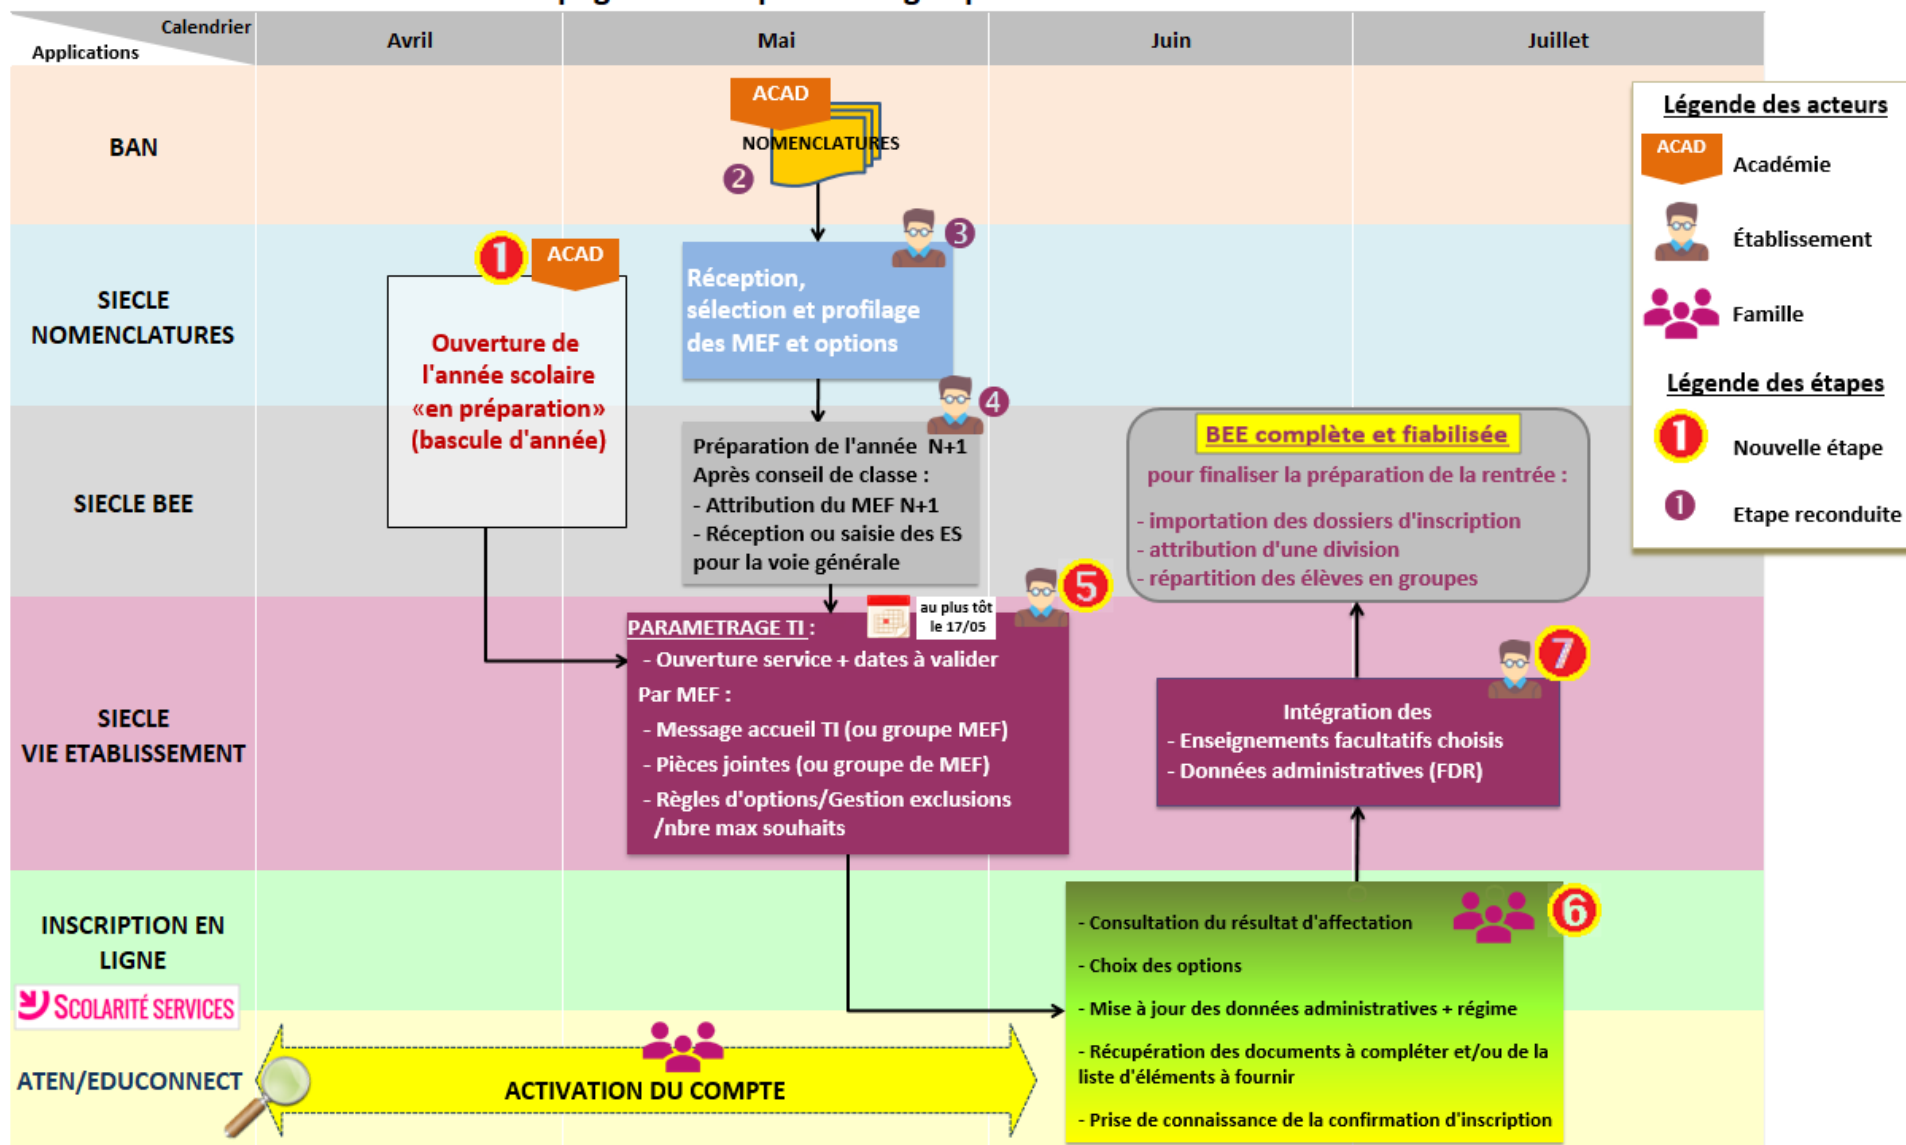 Calendrier
Applications
Avril
Mai
Juin
Juillet
BAN
ACAD
NOMENCLATURES
2
Légende des acteurs
ACAD
Académie
Établissement
Famille
Légende des étapes
1
Nouvelle étape
1
Etape reconduite
SIECLE
NOMENCLATURES
1
ACAD
Ouverture de
l'année scolaire
«en préparation»
(bascule d'année)
3
Réception,
sélection et profilage
des MEF et options
SIECLE BEE
4
Préparation de l'année N+1
Après conseil de classe :
- Attribution du MEF N+1
- Réception ou saisie des ES
pour la voie générale
BEE complète et fiabilisée
pour finaliser la préparation de la rentrée :
- importation des dossiers d'inscription
- attribution d'une division
- répartition des élèves en groupes
SIECLE
VIE ETABLISSEMENT
5
au plus tôt
le 17/05
PARAMETRAGE TI :
- Ouverture service + dates à valider
Par MEF :
- Message accueil TI (ou groupe MEF)
- Pièces jointes (ou groupe de MEF)
- Règles d'options/Gestion exclusions
/nbre max souhaits
7
Intégration des
- Enseignements facultatifs choisis
- Données administratives (FDR)
INSCRIPTION EN
LIGNE
SCOLARITÉ SERVICES
6
- Consultation du résultat d'affectation
- Choix des options
- Mise à jour des données administratives + régime
- Récupération des documents à compléter et/ou de la
liste d'éléments à fournir
- Prise de connaissance de la confirmation d'inscription
ATEN/EDUCONNECT
ACTIVATION DU COMPTE